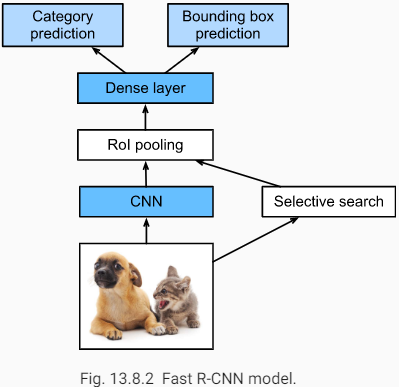 Category
prediction
Bounding box
prediction
Dense layer
RoI pooling
CNN
Selective search
Fig. 13.8.2 Fast R-CNN model.